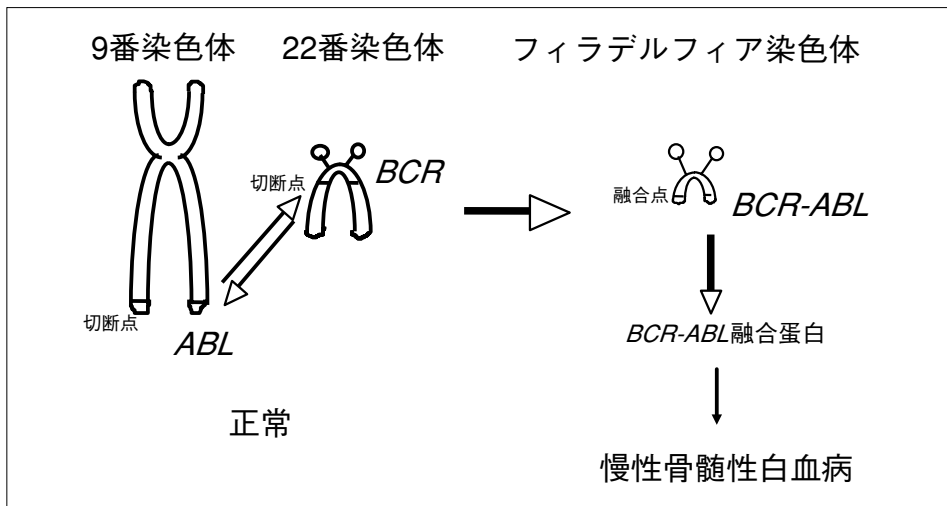 9番染色体
22番染色体
フィラデルフィア染色体
切断点
BCR
融合点
BCR-ABL
切断点
ABL
BCR-ABL融合蛋白
正常
慢性骨髄性白血病